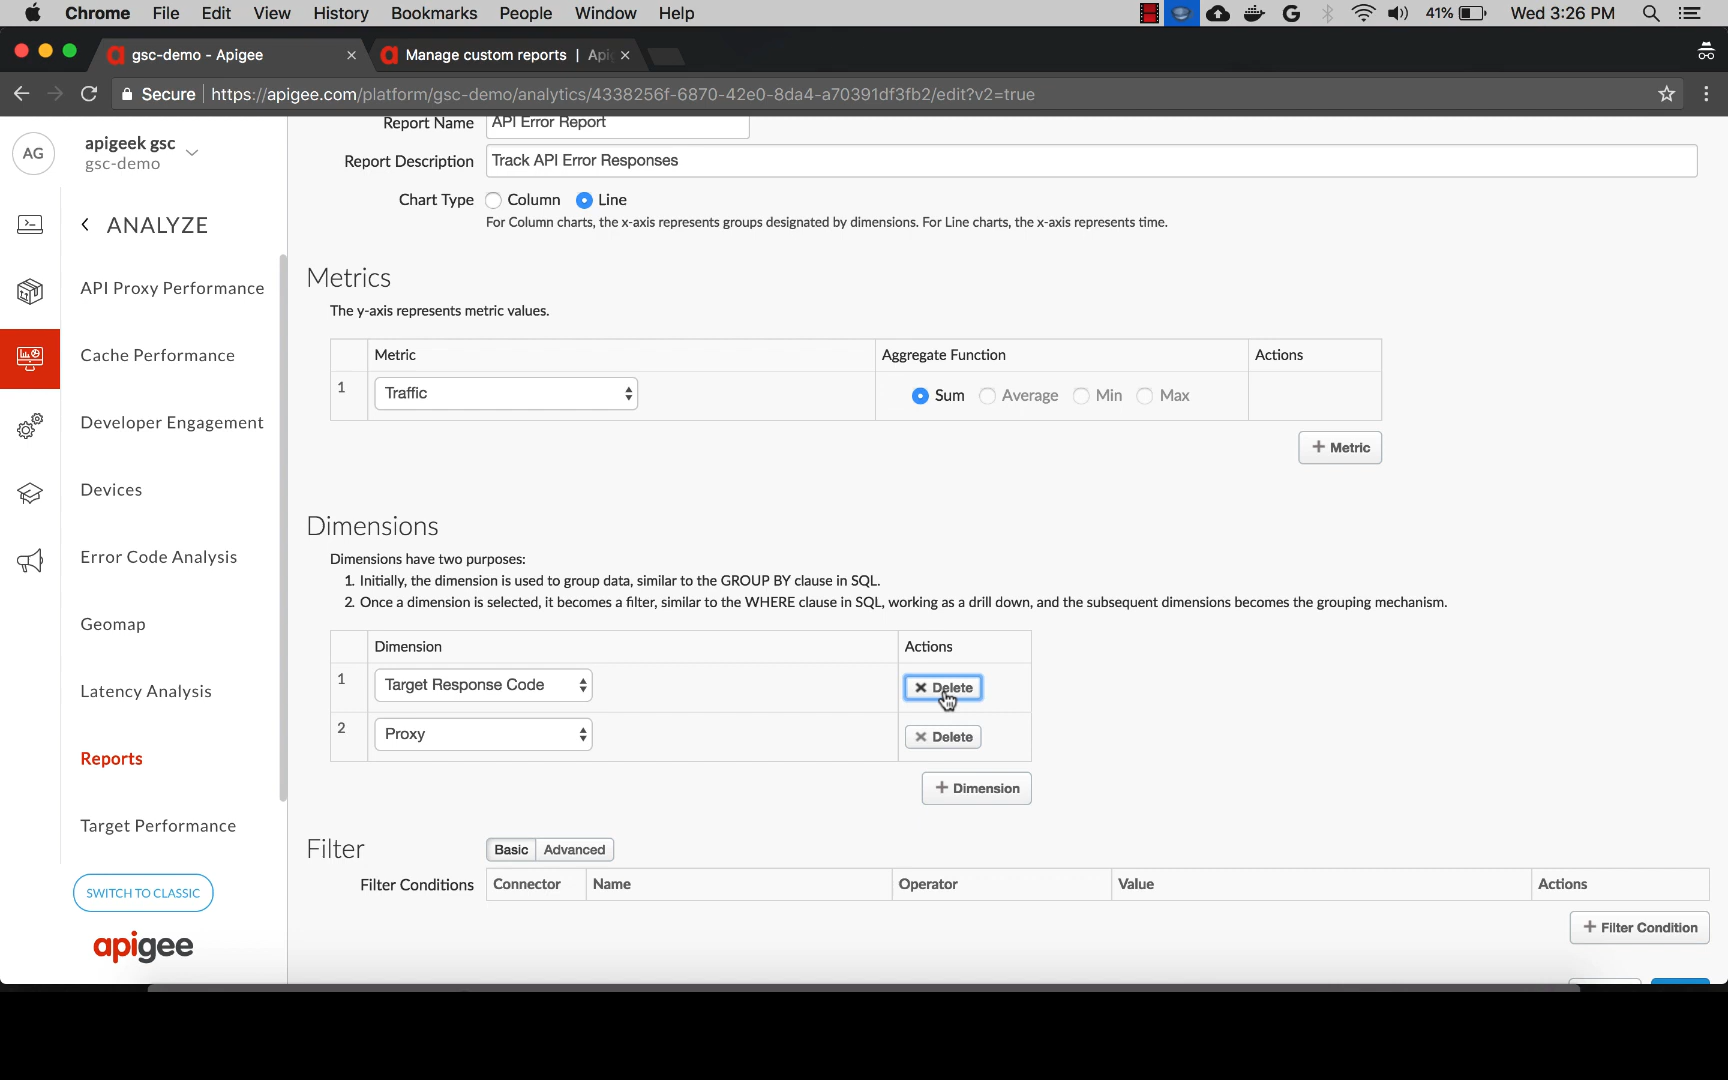 Chrome File Edit View History Bookmarks People Window Help 41% Wed 3:26 PM
gsc-demo - Apigee Manage custom reports | Api
Secure https://apigee.com/platform/gsc-demo/analytics/4338256f-6870-42e0-8da4-a70391df3fb2/edit?v2=true
AG apigeek gsc
gsc-demo
ANALYZE
API Proxy Performance
Cache Performance
Developer Engagement
Devices
Error Code Analysis
Geomap
Latency Analysis
Reports
Target Performance
SWITCH TO CLASSIC
apigee
Report Name API Error Report
Report Description Track API Error Responses
Chart Type Column Line
For Column charts, the x-axis represents groups designated by dimensions. For Line charts, the x-axis represents time.
Metrics
The y-axis represents metric values.
Metric Aggregate Function Actions
1 Traffic Sum Average Min Max
+ Metric
Dimensions
Dimensions have two purposes:
1. Initially, the dimension is used to group data, similar to the GROUP BY clause in SQL.
2. Once a dimension is selected, it becomes a filter, similar to the WHERE clause in SQL, working as a drill down, and the subsequent dimensions becomes the grouping mechanism.
Dimension Actions
1 Target Response Code Delete
2 Proxy Delete
+ Dimension
Filter Basic Advanced
Filter Conditions Connector Name Operator Value Actions
+ Filter Condition